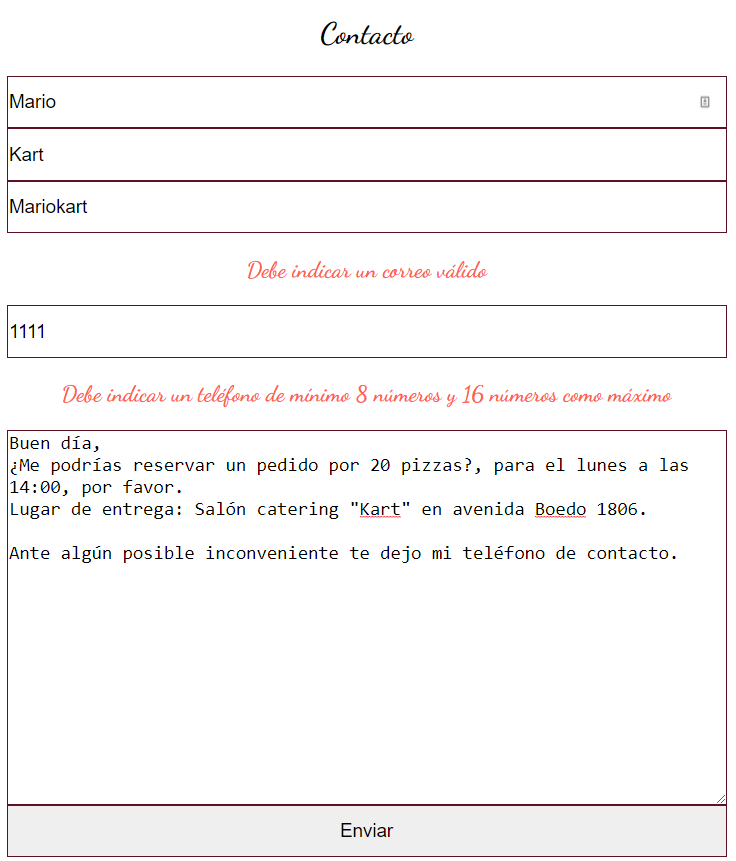 Contacto
Mario
Kart
Mariokart
Debe indicar un correo válido
1111
Debe indicar un teléfono de mínimo 8 números y 16 números como máximo
Buen día,
¿Me podrías reservar un pedido por 20 pizzas?, para el lunes a las
14:00, por favor.
Lugar de entrega: Salón catering "Kart" en avenida Boedo 1806.
Ante algún posible inconveniente te dejo mi teléfono de contacto.
Enviar